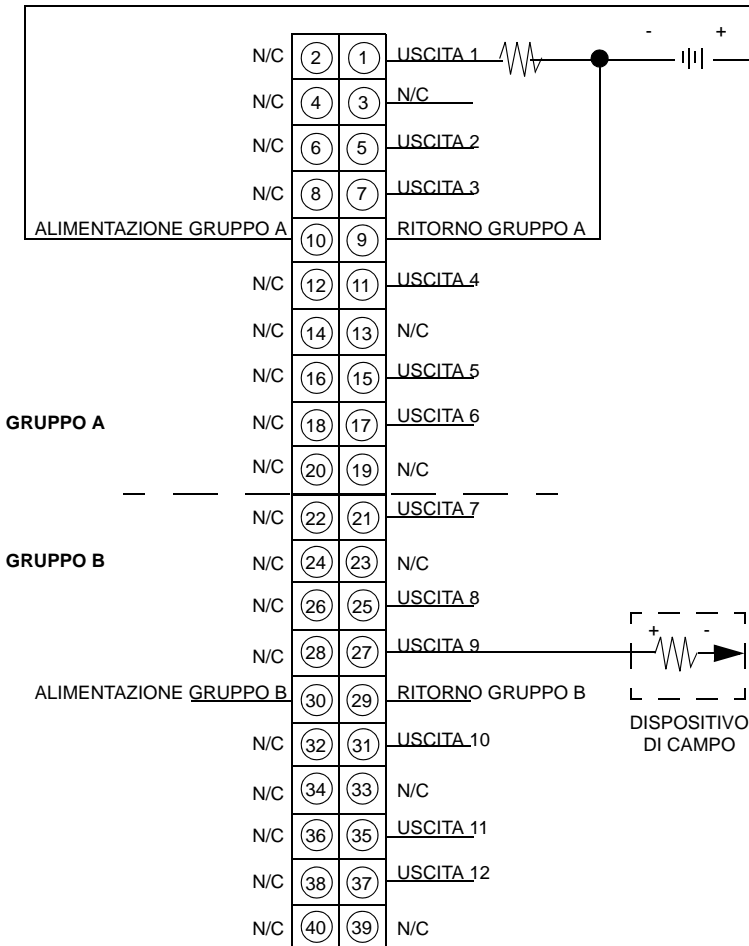 - +
N/C 2 1 USCITA 1
N/C 4 3 N/C
N/C 6 5 USCITA 2
N/C 8 7 USCITA 3
ALIMENTAZIONE GRUPPO A 10 9 RITORNO GRUPPO A
N/C 12 11 USCITA 4
N/C 14 13 N/C
N/C 16 15 USCITA 5
GRUPPO A N/C 18 17 USCITA 6
N/C 20 19 N/C
N/C 22 21 USCITA 7
GRUPPO B N/C 24 23 N/C
N/C 26 25 USCITA 8
N/C 28 27 USCITA 9 + -
ALIMENTAZIONE GRUPPO B 30 29 RITORNO GRUPPO B
DISPOSITIVO
DI CAMPO
N/C 32 31 USCITA 10
N/C 34 33 N/C
N/C 36 35 USCITA 11
N/C 38 37 USCITA 12
N/C 40 39 N/C